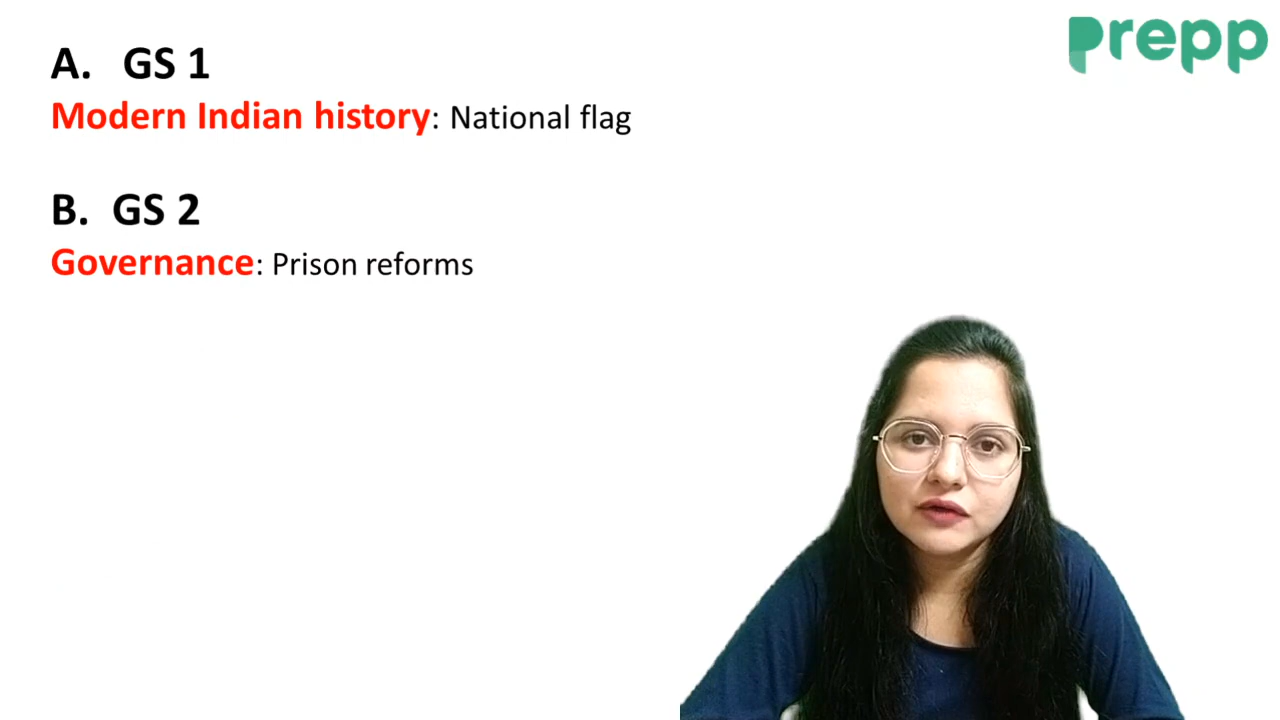 Prepp
A. GS 1
Modern Indian history: National flag
B. GS 2
Governance: Prison reforms